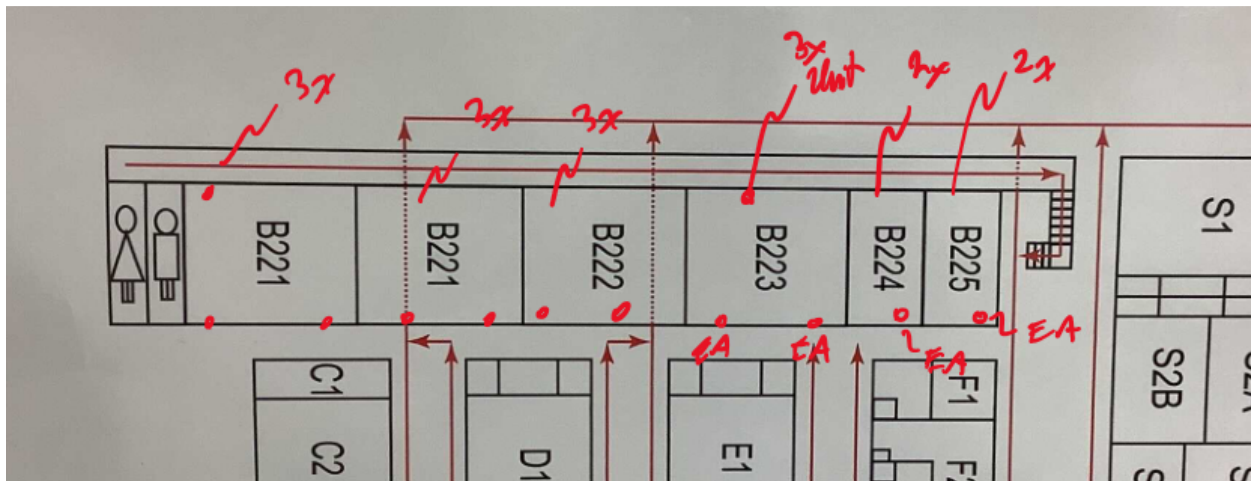 3x
3x
3x
3x
Unit
2x
2x
B221
B221
B222
B223
B224
B225
S1
EA
EA
2 EA
2 EA
C1
C2
D1
E1
F1
S2B